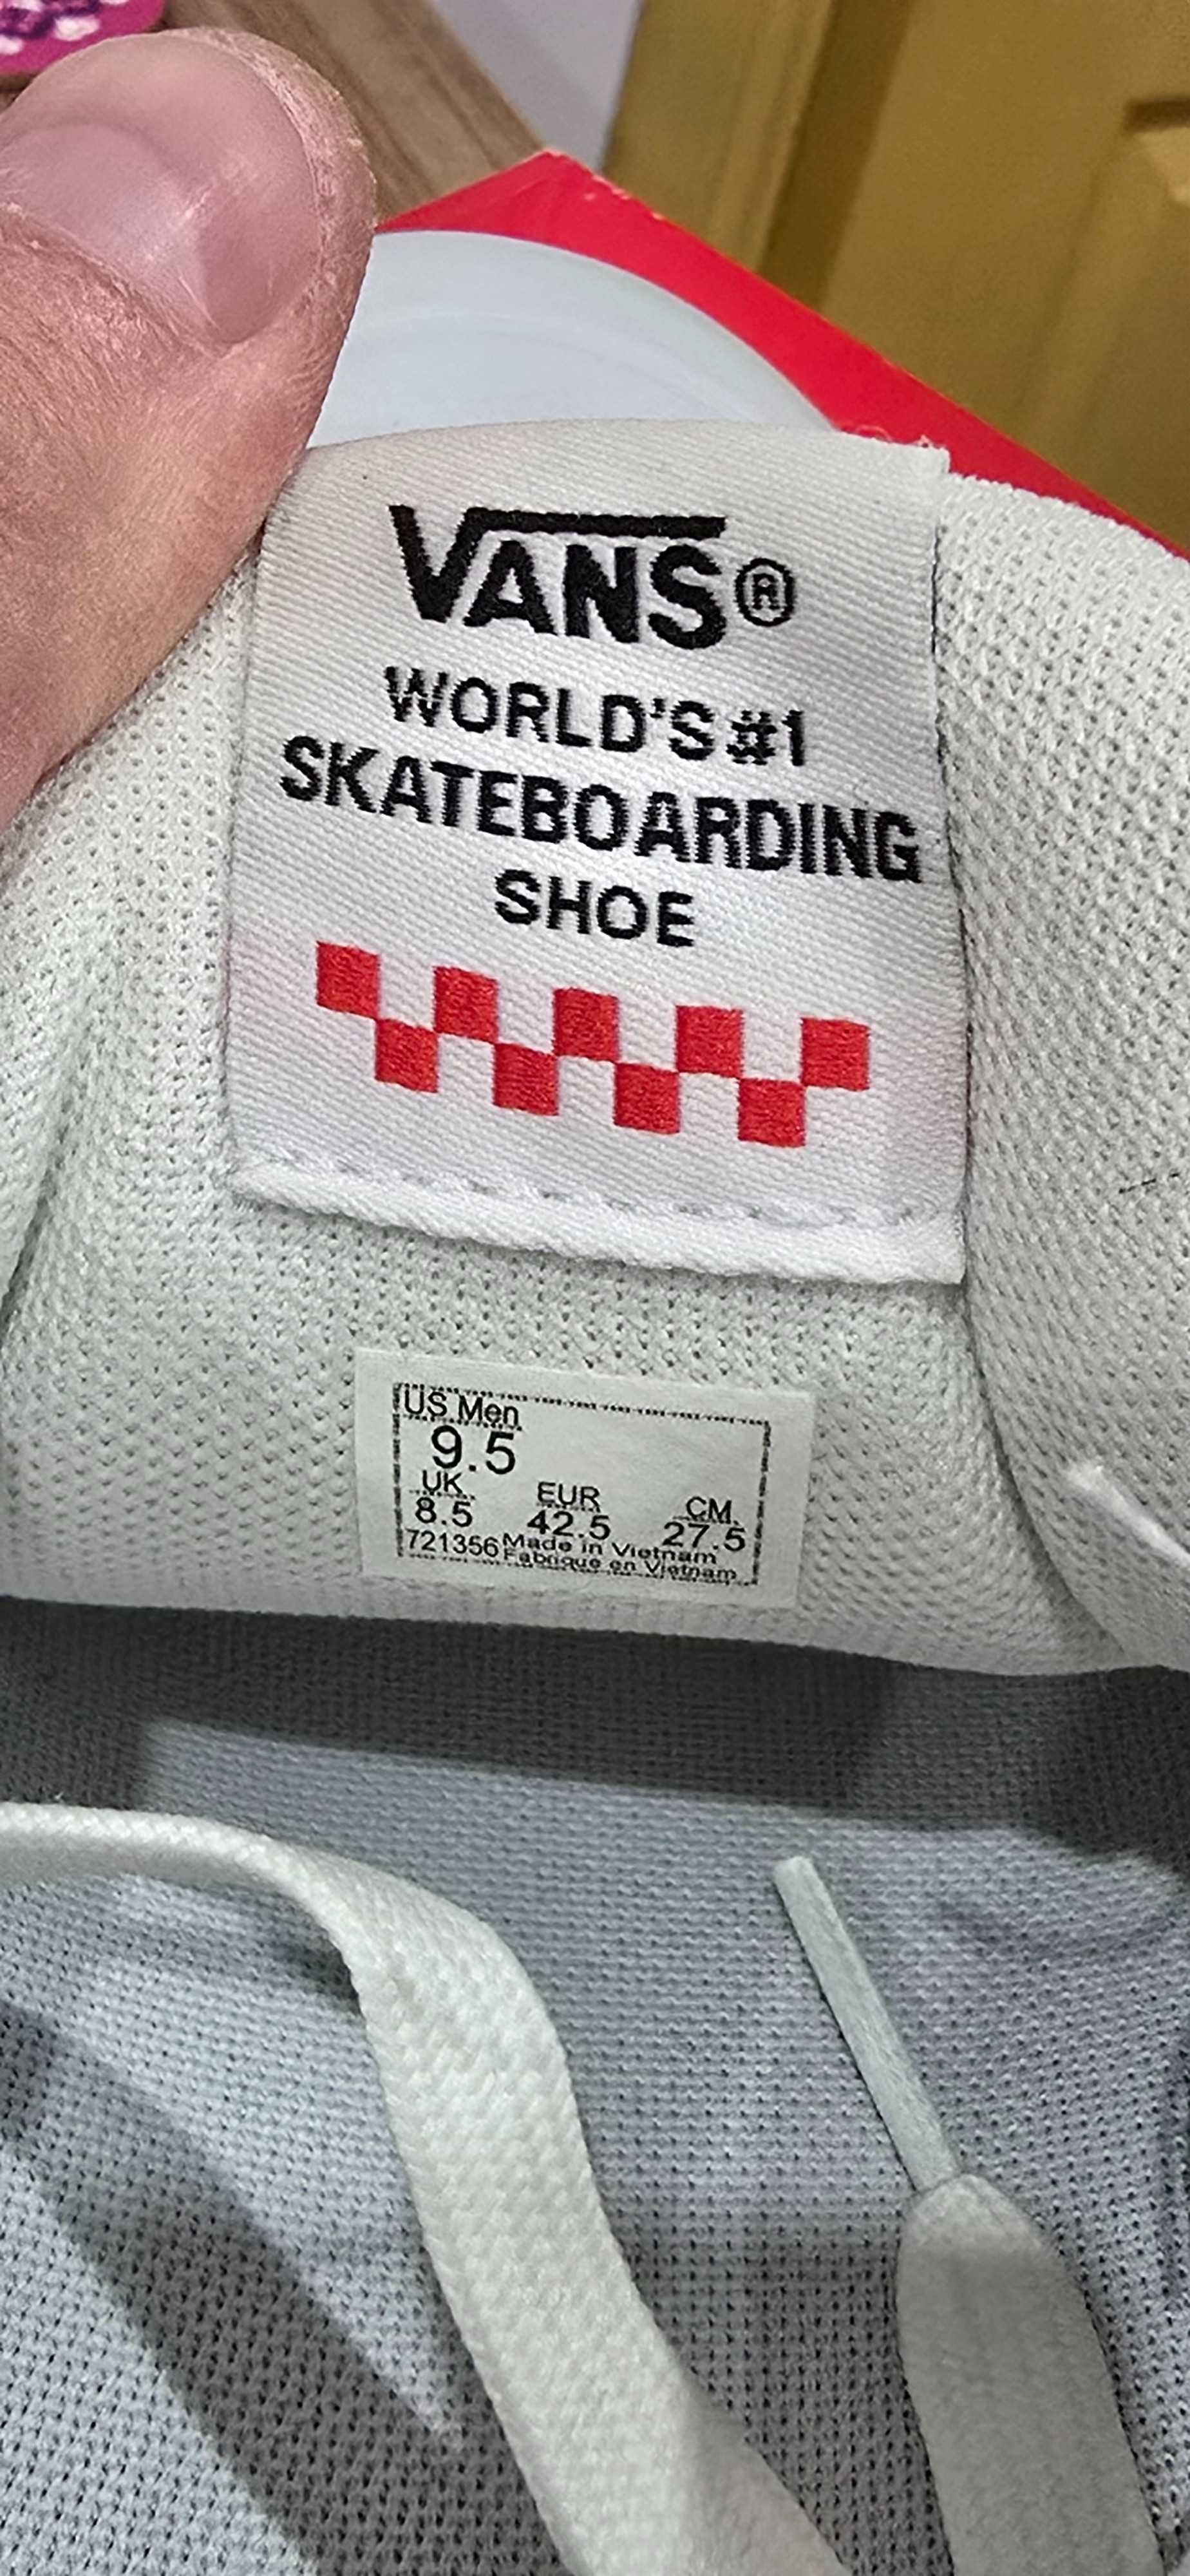 VANS®
WORLD'S #1
SKATEBOARDING
SHOE
US Men
9.5
UK EUR CM
8.5 42.5 27.5
721356 Made in Vietnam
Fabrique en Vietnam